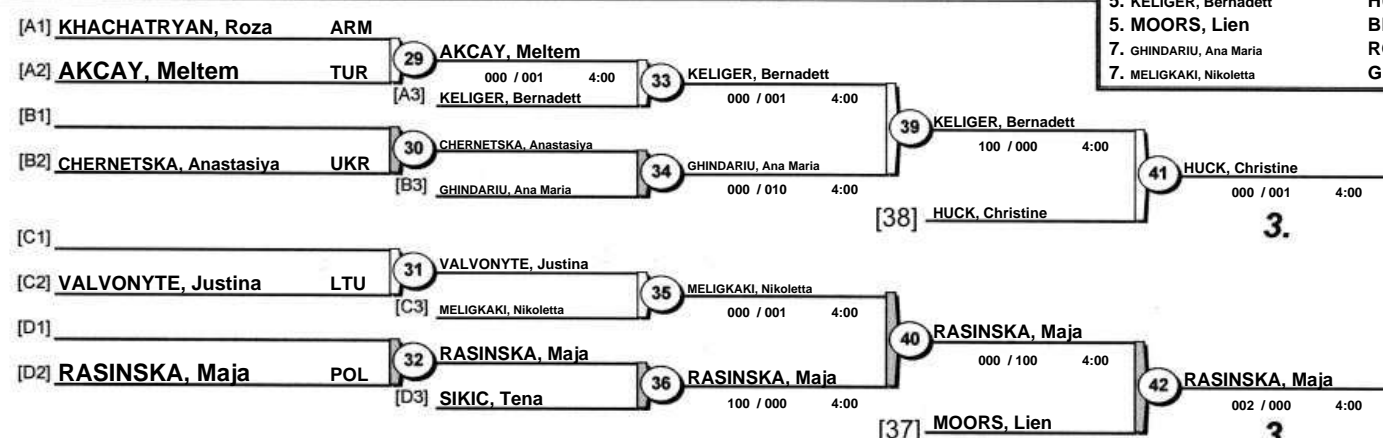 5. KELIGER, Bernadett
5. MOORS, Lien
7. GHINDARIU, Ana Maria
7. MELIGKAKI, Nikoletta
[A1] KHACHATRYAN, Roza ARM
[A2] AKCAY, Meltem TUR
29
AKCAY, Meltem
000 / 001 4:00
[A3] KELIGER, Bernadett
33
KELIGER, Bernadett
000 / 001 4:00
[B1]
[B2] CHERNETSKA, Anastasiya UKR
30
CHERNETSKA, Anastasiya
[B3] GHINDARIU, Ana Maria
34
GHINDARIU, Ana Maria
000 / 010 4:00
39
KELIGER, Bernadett
100 / 000 4:00
[38] HUCK, Christine
41
HUCK, Christine
000 / 001 4:00
3.
[C1]
[C2] VALVONYTE, Justina LTU
31
VALVONYTE, Justina
[C3] MELIGKAKI, Nikoletta
35
MELIGKAKI, Nikoletta
000 / 001 4:00
[D1]
[D2] RASINSKA, Maja POL
32
RASINSKA, Maja
[D3] SIKIC, Tena
36
RASINSKA, Maja
100 / 000 4:00
40
RASINSKA, Maja
000 / 100 4:00
[37] MOORS, Lien
42
RASINSKA, Maja
002 / 000 4:00
3